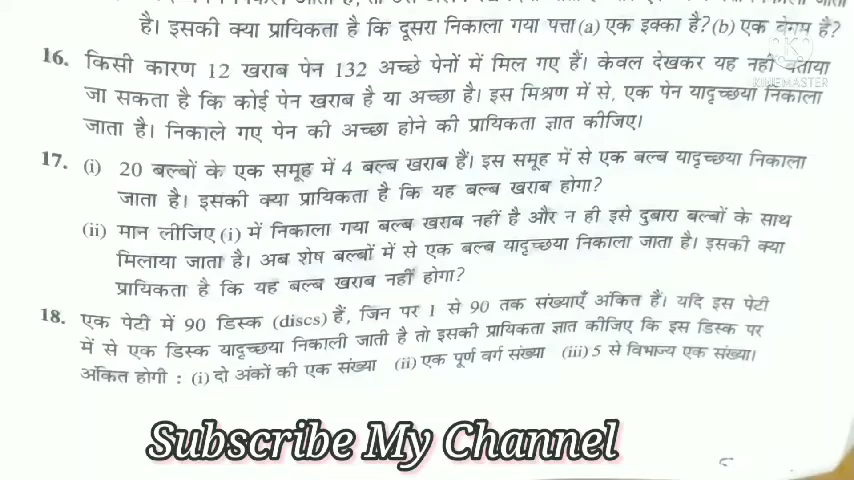 है। इसकी क्या प्रायिकता है कि दूसरा निकाला गया पत्ता (a) एक इक्का है? (b) एक बेगम है?
16. किसी कारण 12 खराब पेन 132 अच्छे पेनों में मिल गए हैं। केवल देखकर यह नहीं बताया
KINEMASTER
जा सकता है कि कोई पेन खराब है या अच्छा है। इस मिश्रण में से, एक पेन यादृच्छया निकाला
जाता है। निकाले गए पेन की अच्छा होने की प्रायिकता ज्ञात कीजिए।
17. (i) 20 बल्बों के एक समूह में 4 बल्ब खराब हैं। इस समूह में से एक बल्ब यादृच्छया निकाला
जाता है। इसकी क्या प्रायिकता है कि यह बल्ब खराब होगा?
(ii) मान लीजिए (i) में निकाला गया बल्ब खराब नहीं है और न ही इसे दुबारा बल्बों के साथ
मिलाया जाता है। अब शेष बल्बों में से एक बल्ब यादृच्छया निकाला जाता है। इसकी क्या
प्रायिकता है कि यह बल्ब खराब नहीं होगा?
18. एक पेटी में 90 डिस्क (discs) हैं, जिन पर 1 से 90 तक संख्याएँ अंकित हैं। यदि इस पेटी
में से एक डिस्क यादृच्छया निकाली जाती है तो इसकी प्रायिकता ज्ञात कीजिए कि इस डिस्क पर
अंकित होगी : (i) दो अंकों की एक संख्या (ii) एक पूर्ण वर्ग संख्या (iii) 5 से विभाज्य एक संख्या।
Subscribe My Channel